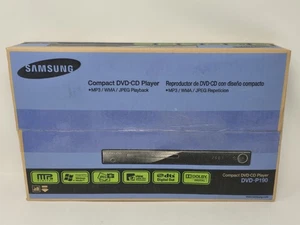 SAMSUNG
Compact DVD·CD Player
• MP3 / WMA / JPEG Playback
Reproductor de DVD·CD con diseño compacto
• MP3 / WMA / JPEG Repetición
Compact DVD·CD Player
DVD-P190